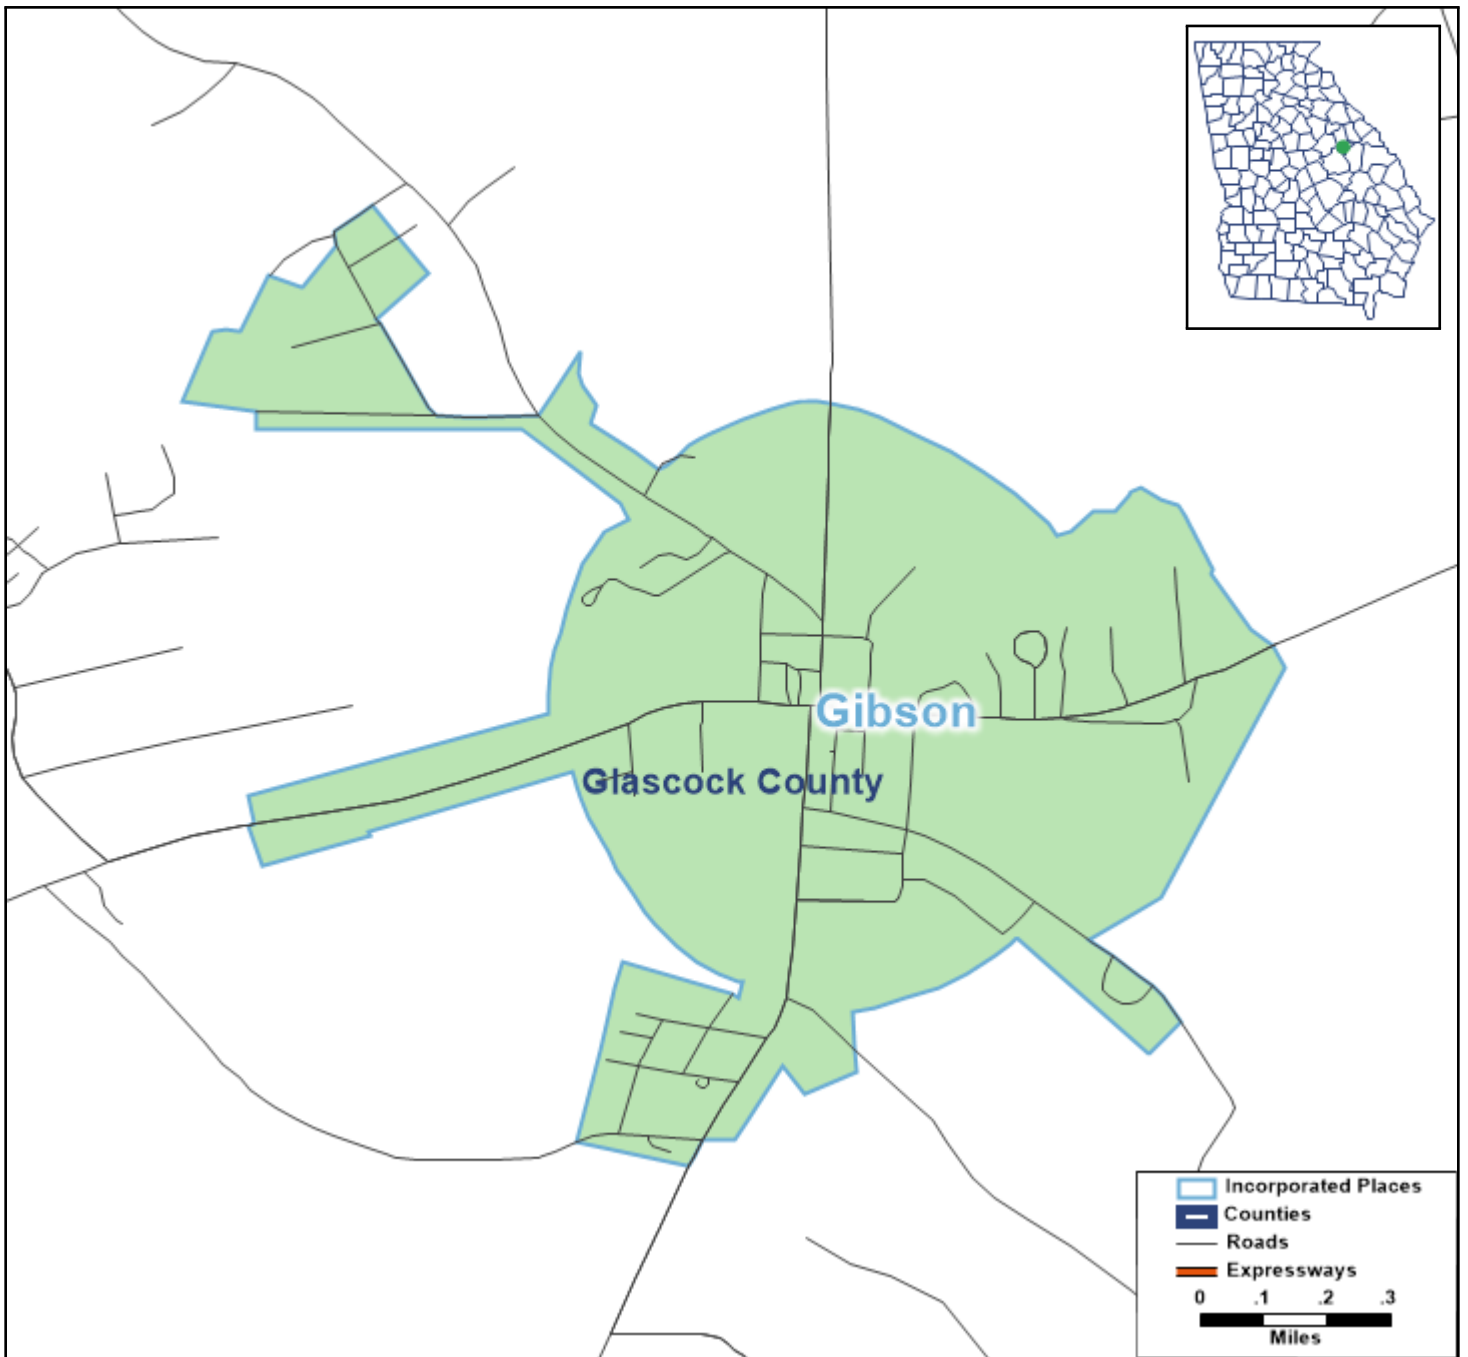 Gibson
Glascock County
Incorporated Places
Counties
Roads
Expressways
0 .1 .2 .3
Miles